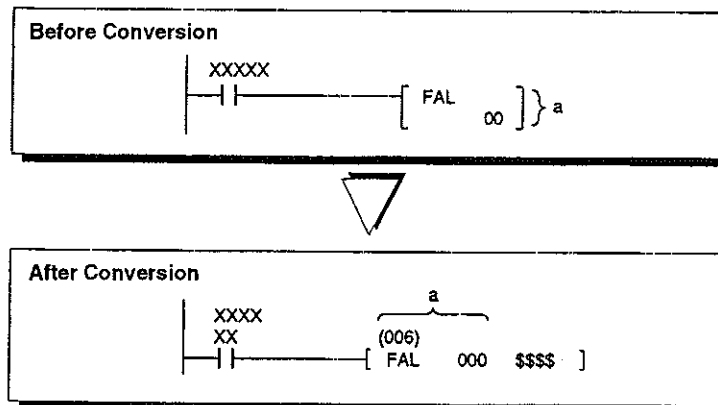 Before Conversion
XXXXX
FAL
00
a
After Conversion
a
XXXX
XX
(006)
FAL 000 $$$$